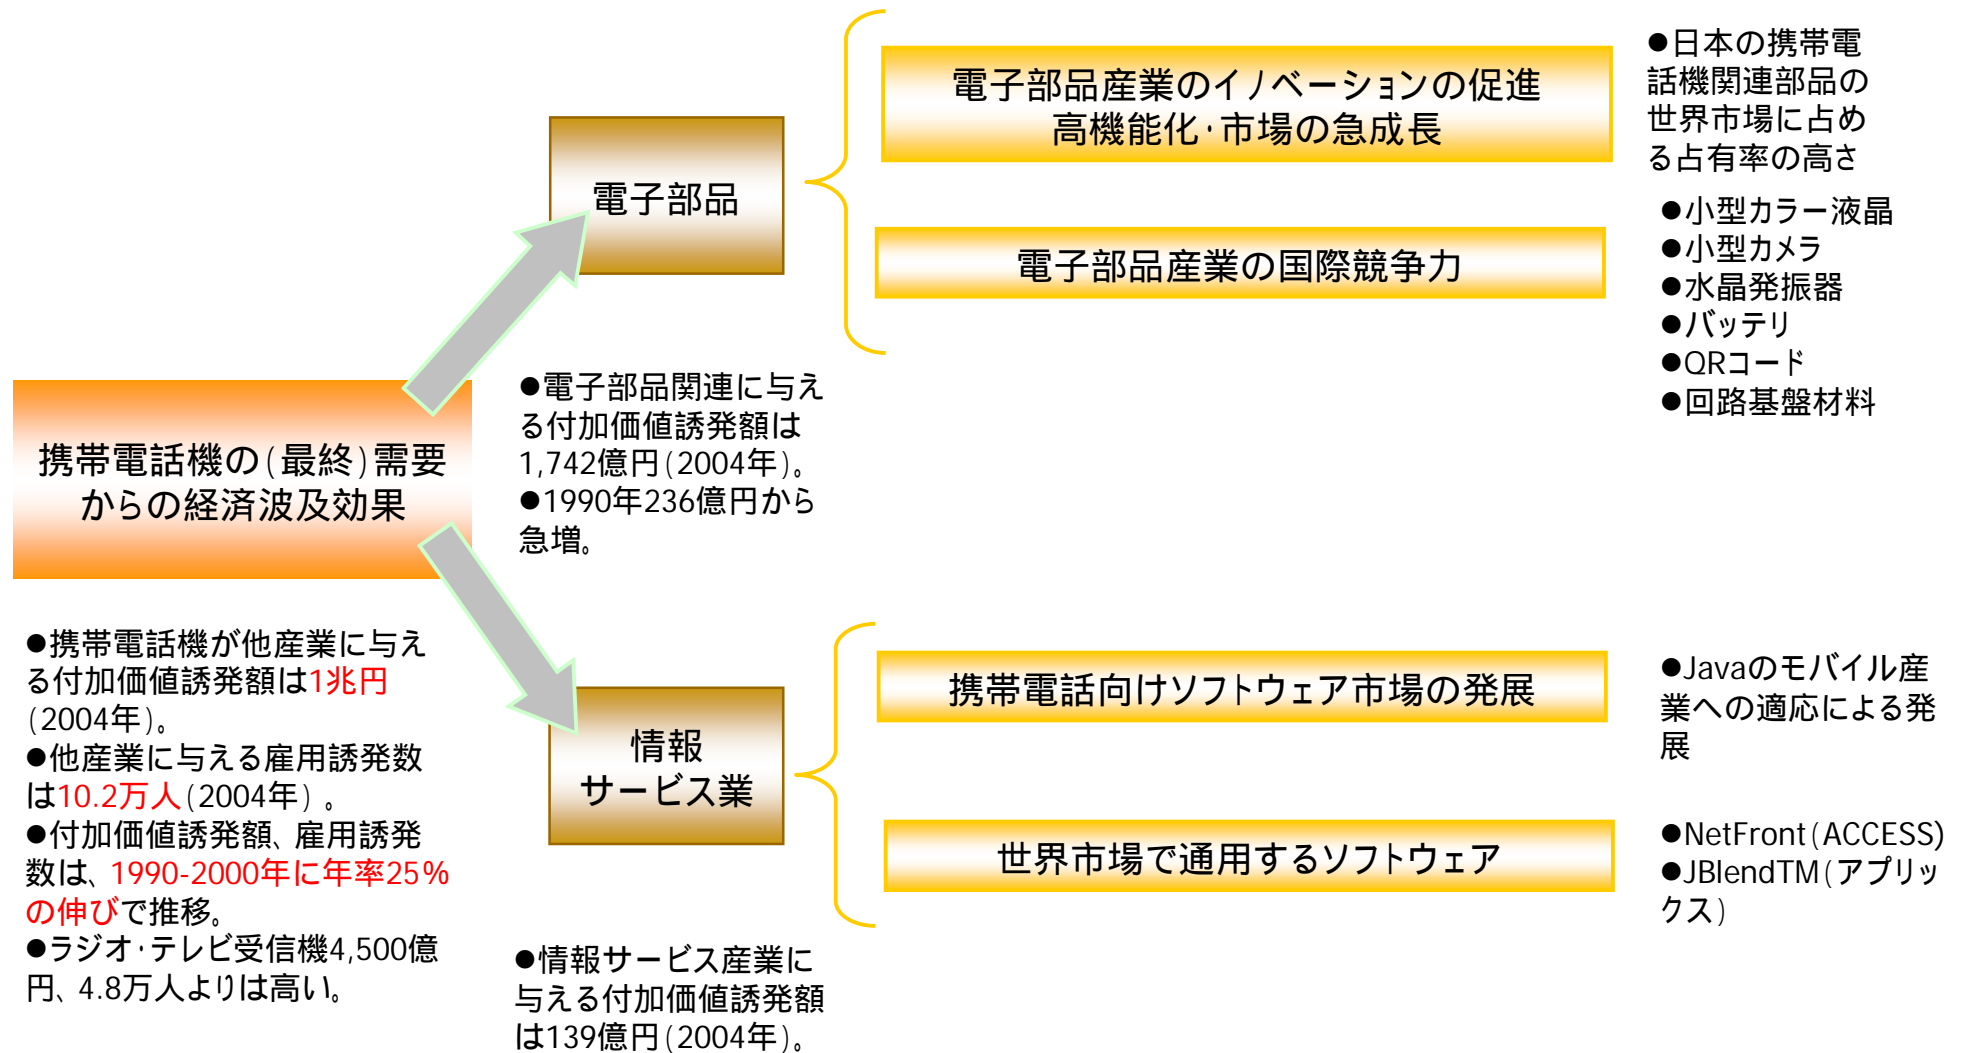 携帯電話機の(最終)需要
からの経済波及効果
●携帯電話機が他産業に与え
る付加価値誘発額は1兆円
(2004年)。
●他産業に与える雇用誘発数
は10.2万人(2004年) 。
●付加価値誘発額、雇用誘発
数は、1990-2000年に年率25%
の伸びで推移。
●ラジオ・テレビ受信機4,500億
円、4.8万人よりは高い。
電子部品
●電子部品関連に与え
る付加価値誘発額は
1,742億円(2004年)。
●1990年236億円から
急増。
電子部品産業のイノベーションの促進
高機能化・市場の急成長
電子部品産業の国際競争力
●日本の携帯電
話機関連部品の
世界市場に占め
る占有率の高さ
●小型カラー液晶
●小型カメラ
●水晶発振器
●バッテリ
●QRコード
●回路基盤材料
情報
サービス業
●情報サービス産業に
与える付加価値誘発額
は139億円(2004年)。
携帯電話向けソフトウェア市場の発展
世界市場で通用するソフトウェア
●Javaのモバイル産
業への適応による発
展
●NetFront(ACCESS)
●JBlendTM(アプリッ
クス)